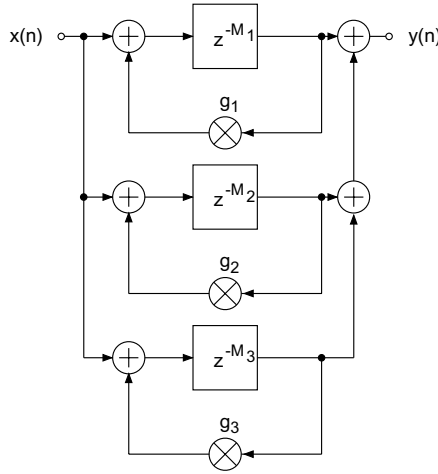 x(n) z^-M₁ y(n)
g₁
z^-M₂
g₂
z^-M₃
g₃